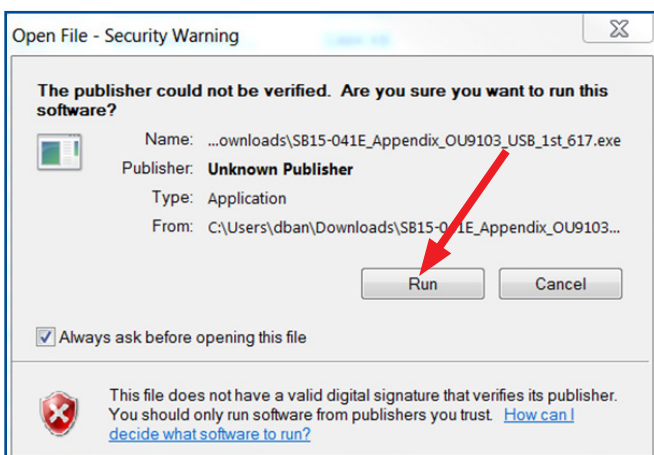 Open File - Security Warning
The publisher could not be verified.  Are you sure you want to run this
software?
Name: ...ownloads\SB15-041E_Appendix_OU9103_USB_1st_617.exe
Publisher: Unknown Publisher
Type: Application
From: C:\Users\dban\Downloads\SB15-041E_Appendix_OU9103...
Run Cancel
Always ask before opening this file
This file does not have a valid digital signature that verifies its publisher.
You should only run software from publishers you trust. How can I
decide what software to run?